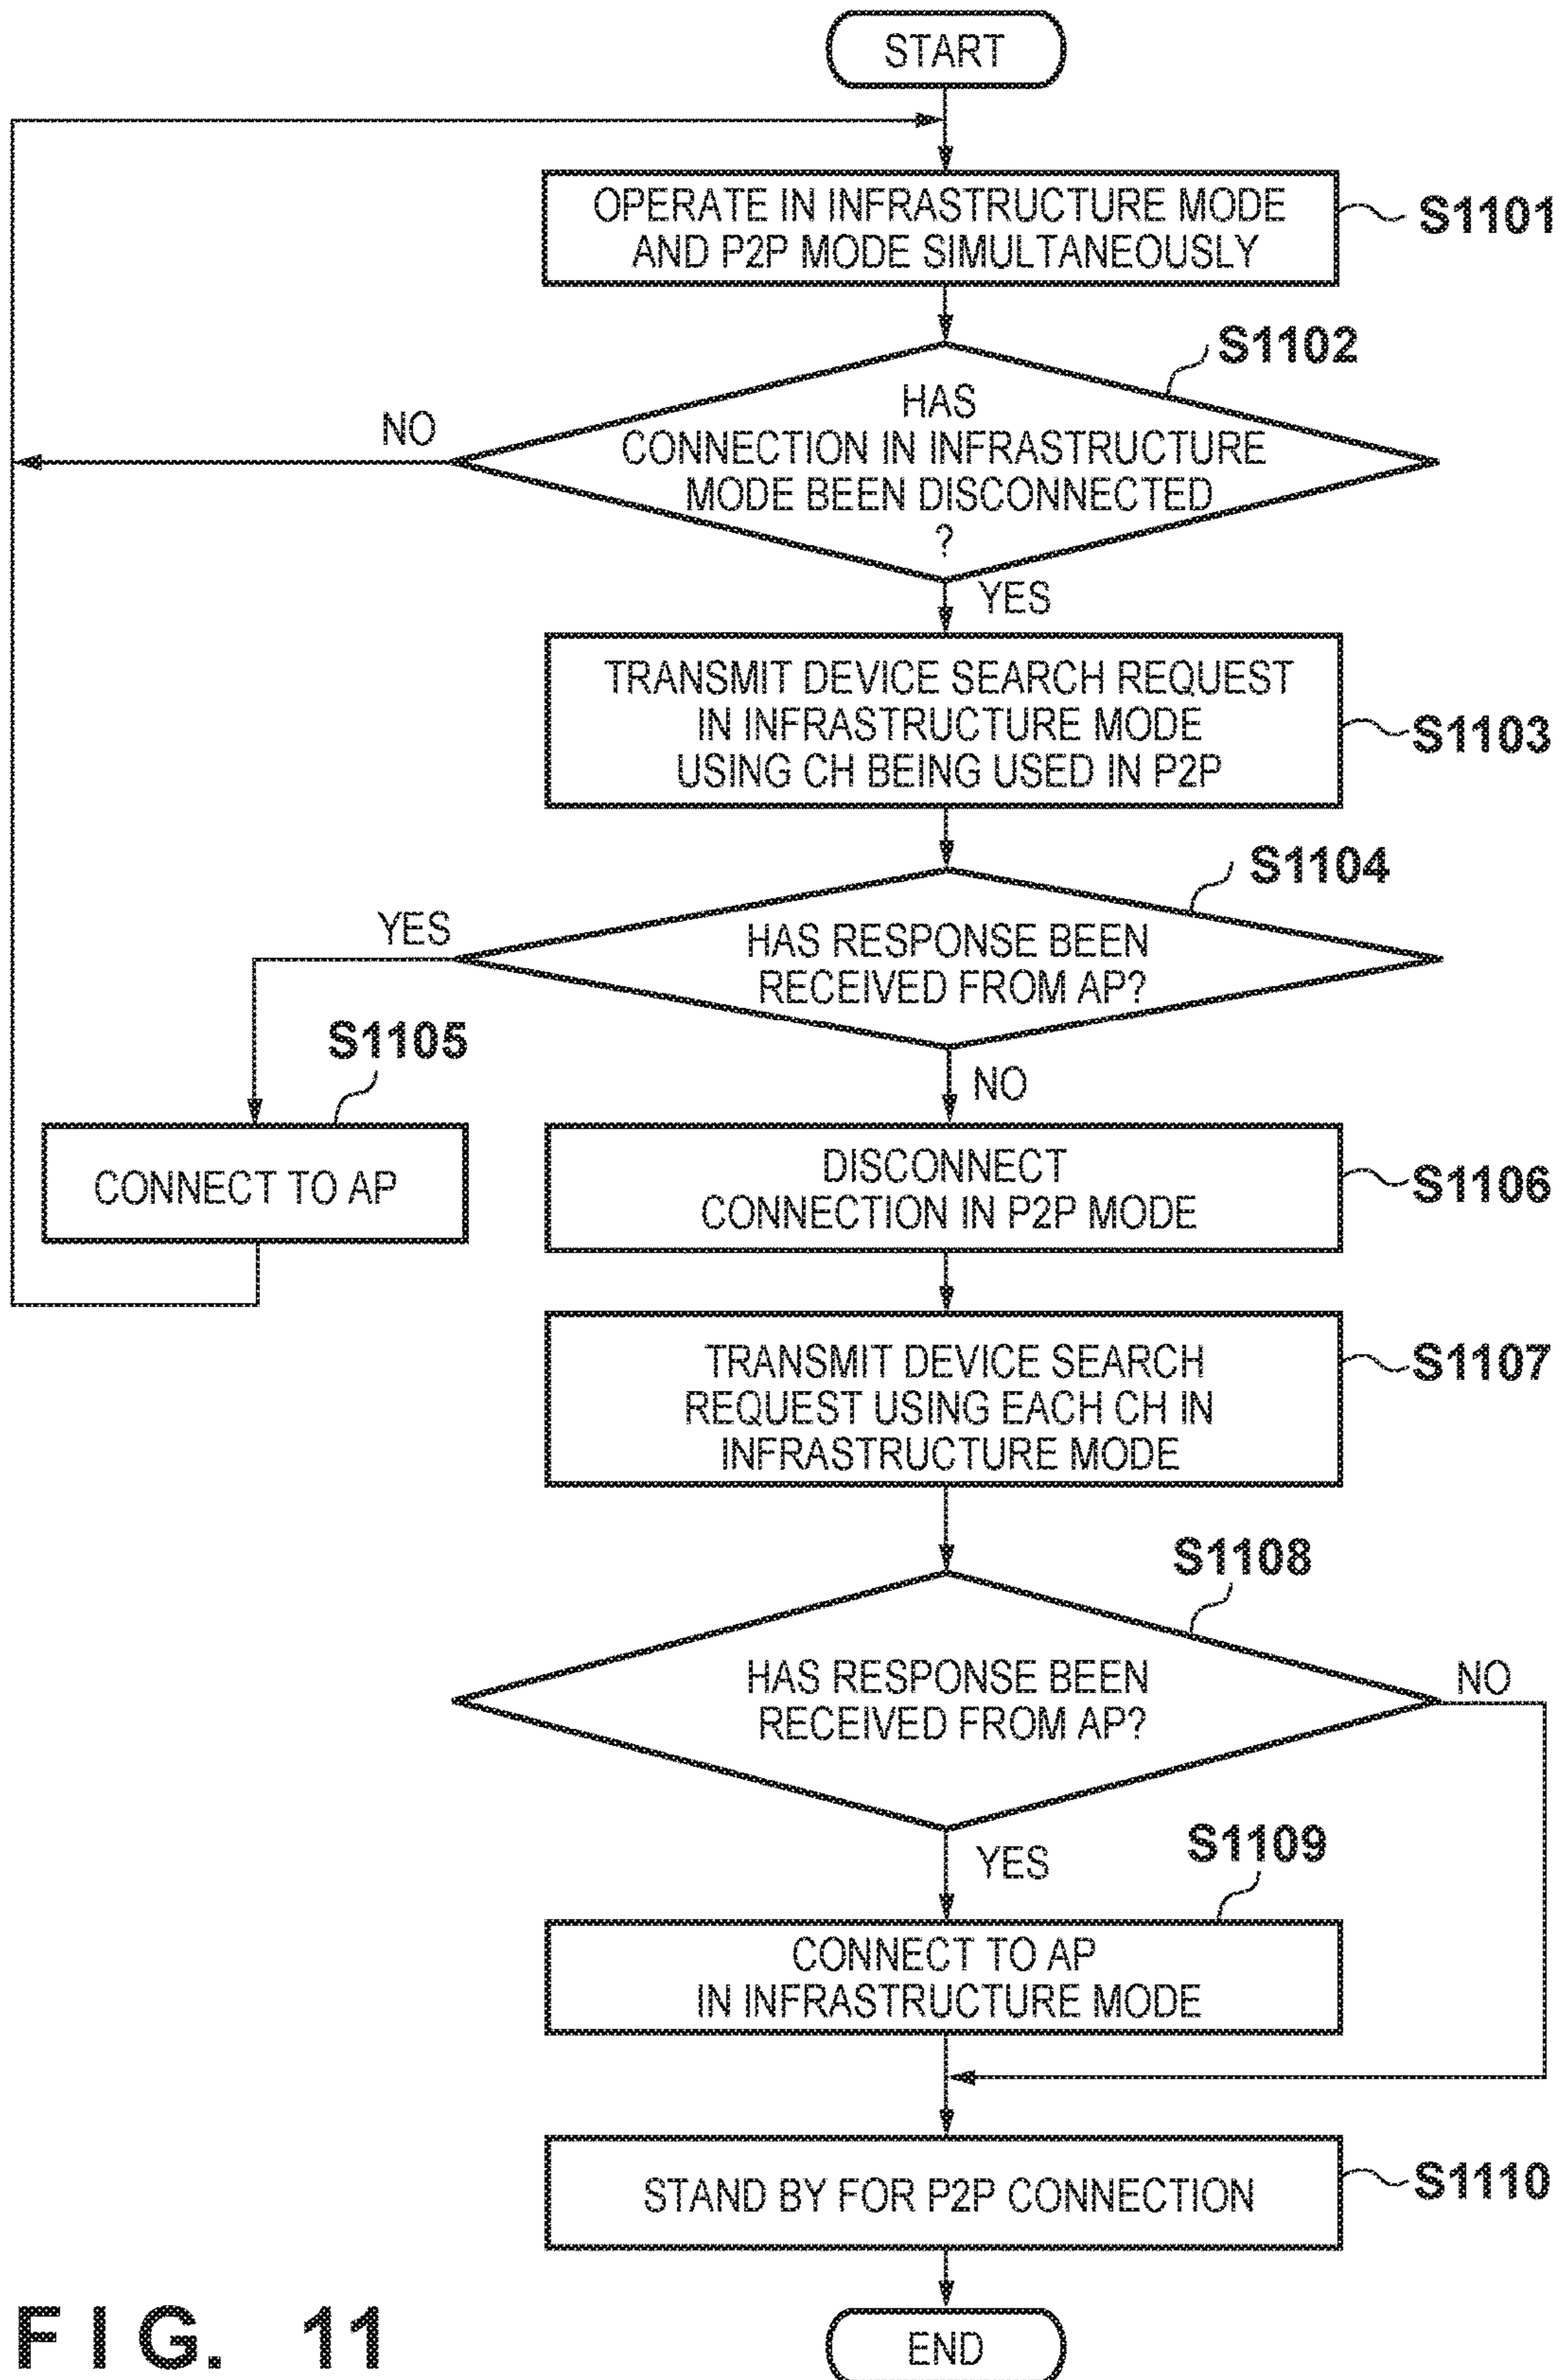 START
OPERATE IN INFRASTRUCTURE MODE
AND P2P MODE SIMULTANEOUSLY
S1101
S1102
HAS
CONNECTION IN INFRASTRUCTURE
MODE BEEN DISCONNECTED
?
NO
YES
TRANSMIT DEVICE SEARCH REQUEST
IN INFRASTRUCTURE MODE
USING CH BEING USED IN P2P
S1103
S1104
HAS RESPONSE BEEN
RECEIVED FROM AP?
YES
NO
S1105
CONNECT TO AP
DISCONNECT
CONNECTION IN P2P MODE
S1106
TRANSMIT DEVICE SEARCH
REQUEST USING EACH CH IN
INFRASTRUCTURE MODE
S1107
S1108
HAS RESPONSE BEEN
RECEIVED FROM AP?
NO
YES
S1109
CONNECT TO AP
IN INFRASTRUCTURE MODE
STAND BY FOR P2P CONNECTION
S1110
END
FIG. 11